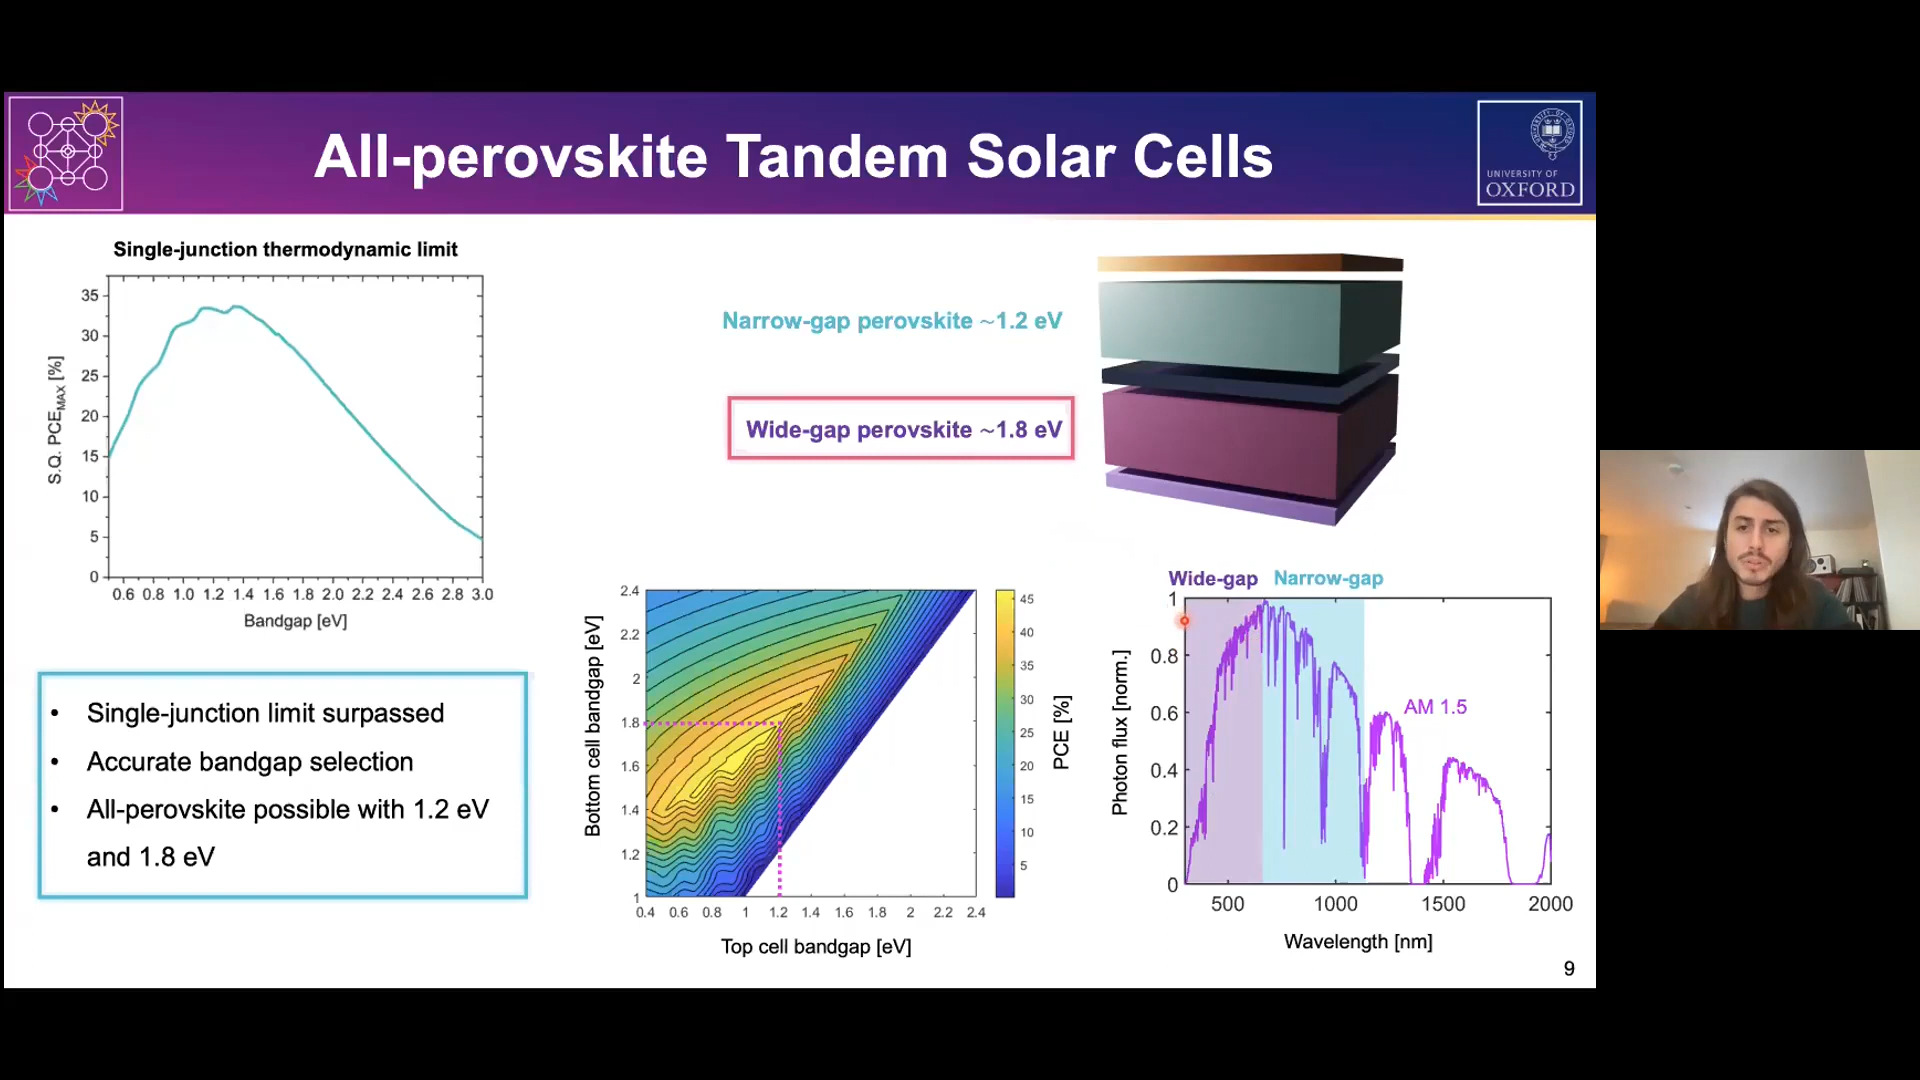 All-perovskite Tandem Solar Cells
UNIVERSITY OF
OXFORD
Single-junction thermodynamic limit
S.Q. PCEMAX [%]
35
30
25
20
15
10
5
0
0.6 0.8 1.0 1.2 1.4 1.6 1.8 2.0 2.2 2.4 2.6 2.8 3.0
Bandgap [eV]
Narrow-gap perovskite ~1.2 eV
Wide-gap perovskite ~1.8 eV
• Single-junction limit surpassed
• Accurate bandgap selection
• All-perovskite possible with 1.2 eV
and 1.8 eV
Bottom cell bandgap [eV]
2.4
2.2
2
1.8
1.6
1.4
1.2
1
0.4 0.6 0.8 1 1.2 1.4 1.6 1.8 2 2.2 2.4
Top cell bandgap [eV]
45
40
35
30
25
20
15
10
5
PCE [%]
Wide-gap Narrow-gap
Photon flux [norm.]
1
0.8
0.6
0.4
0.2
0
AM 1.5
500 1000 1500 2000
Wavelength [nm]
9